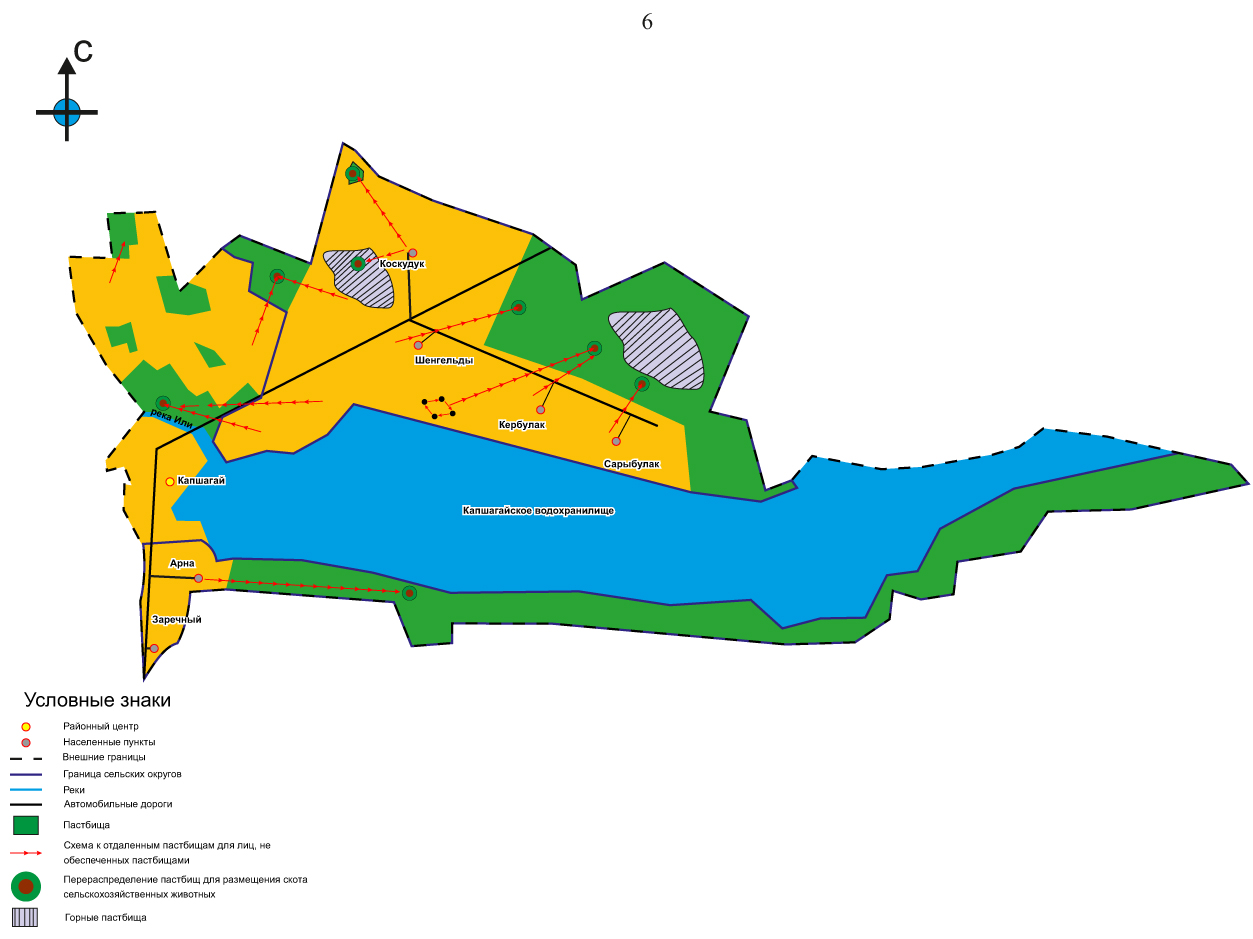 6
С
Коскудук
Шенгельды
река Или
Кербулак
Сарыбулак
Капшагай
Капшагайское водохранилище
Арна
Заречный
Условные знаки
Районный центр
Населенные пункты
Внешние границы
Граница сельских округов
Реки
Автомобильные дороги
Пастбища
Схема к отдаленным пастбищам для лиц, не
обеспеченных пастбищами
Перераспределение пастбищ для размещения скота
сельскохозяйственных животных
Горные пастбища